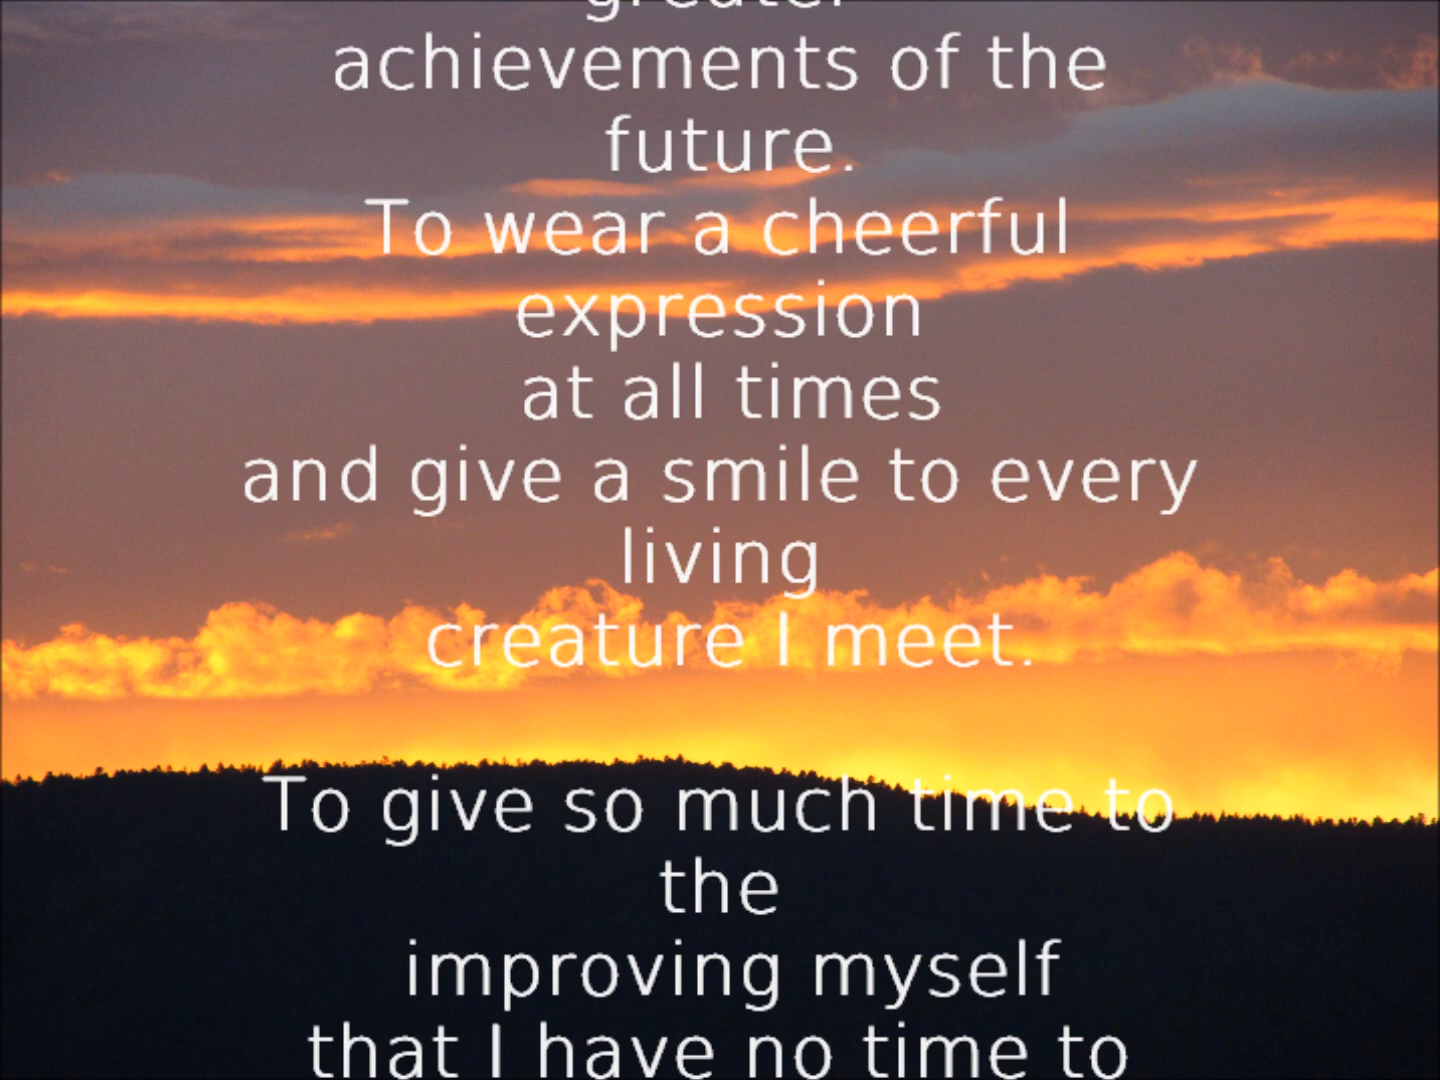 greater
achievements of the
future.
To wear a cheerful
expression
at all times
and give a smile to every
living
creature I meet.
To give so much time to
the
improving myself
that I have no time to